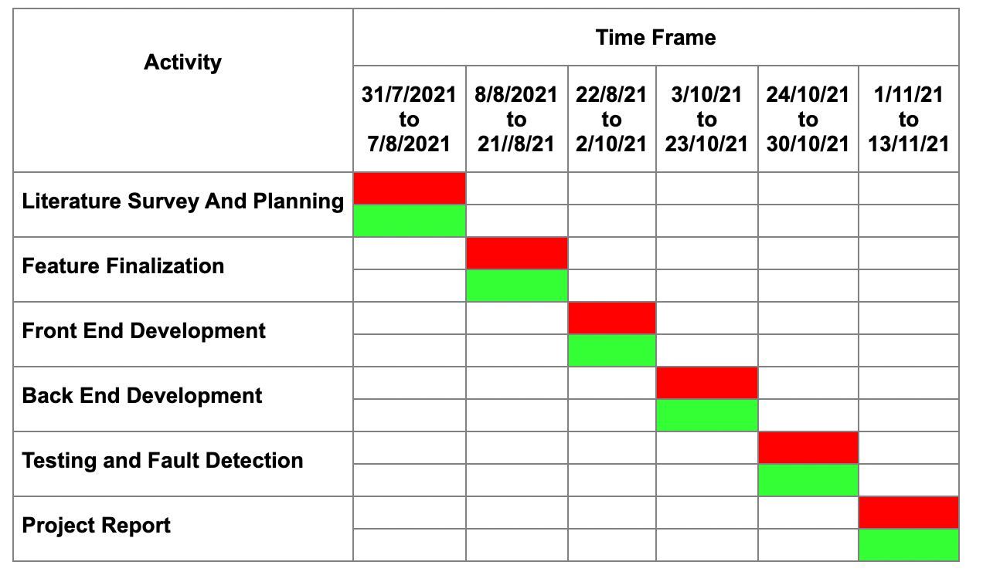 Activity
Time Frame
31/7/2021
to
7/8/2021
8/8/2021
to
21//8/21
22/8/21
to
2/10/21
3/10/21
to
23/10/21
24/10/21
to
30/10/21
1/11/21
to
13/11/21
Literature Survey And Planning
Feature Finalization
Front End Development
Back End Development
Testing and Fault Detection
Project Report